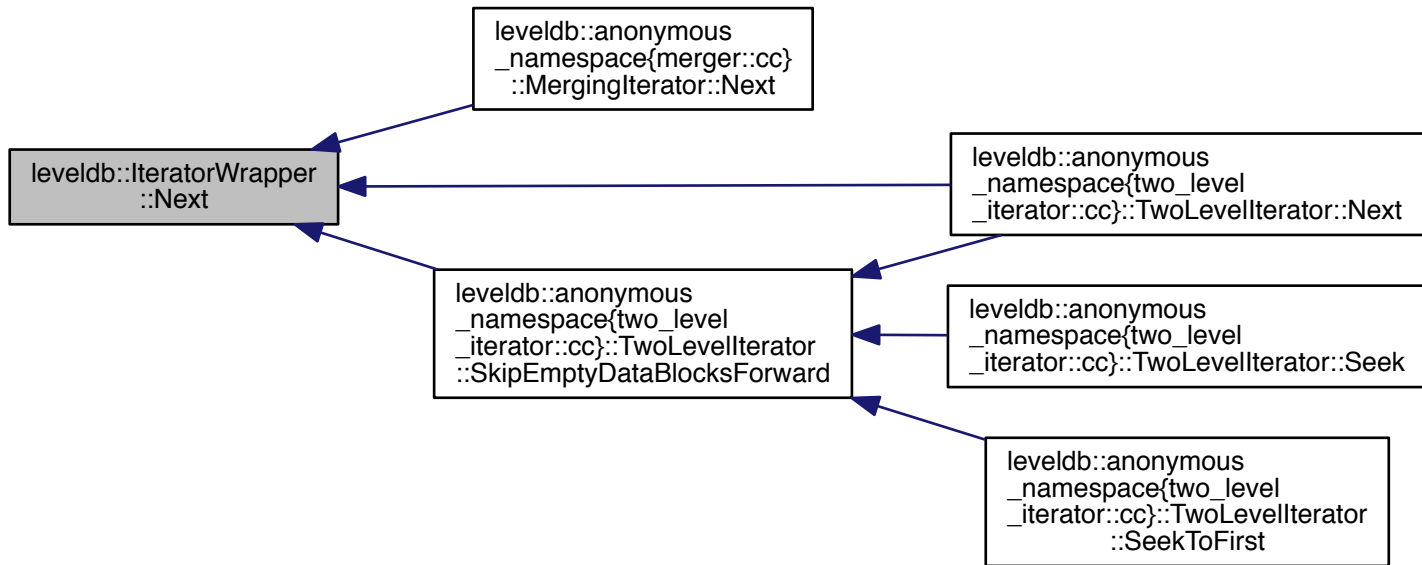 leveldb::anonymous
_namespace{merger::cc}
::MergingIterator::Next
leveldb::IteratorWrapper
::Next
leveldb::anonymous
_namespace{two_level
_iterator::cc}::TwoLevelIterator::Next
leveldb::anonymous
_namespace{two_level
_iterator::cc}::TwoLevelIterator
::SkipEmptyDataBlocksForward
leveldb::anonymous
_namespace{two_level
_iterator::cc}::TwoLevelIterator::Seek
leveldb::anonymous
_namespace{two_level
_iterator::cc}::TwoLevelIterator
::SeekToFirst